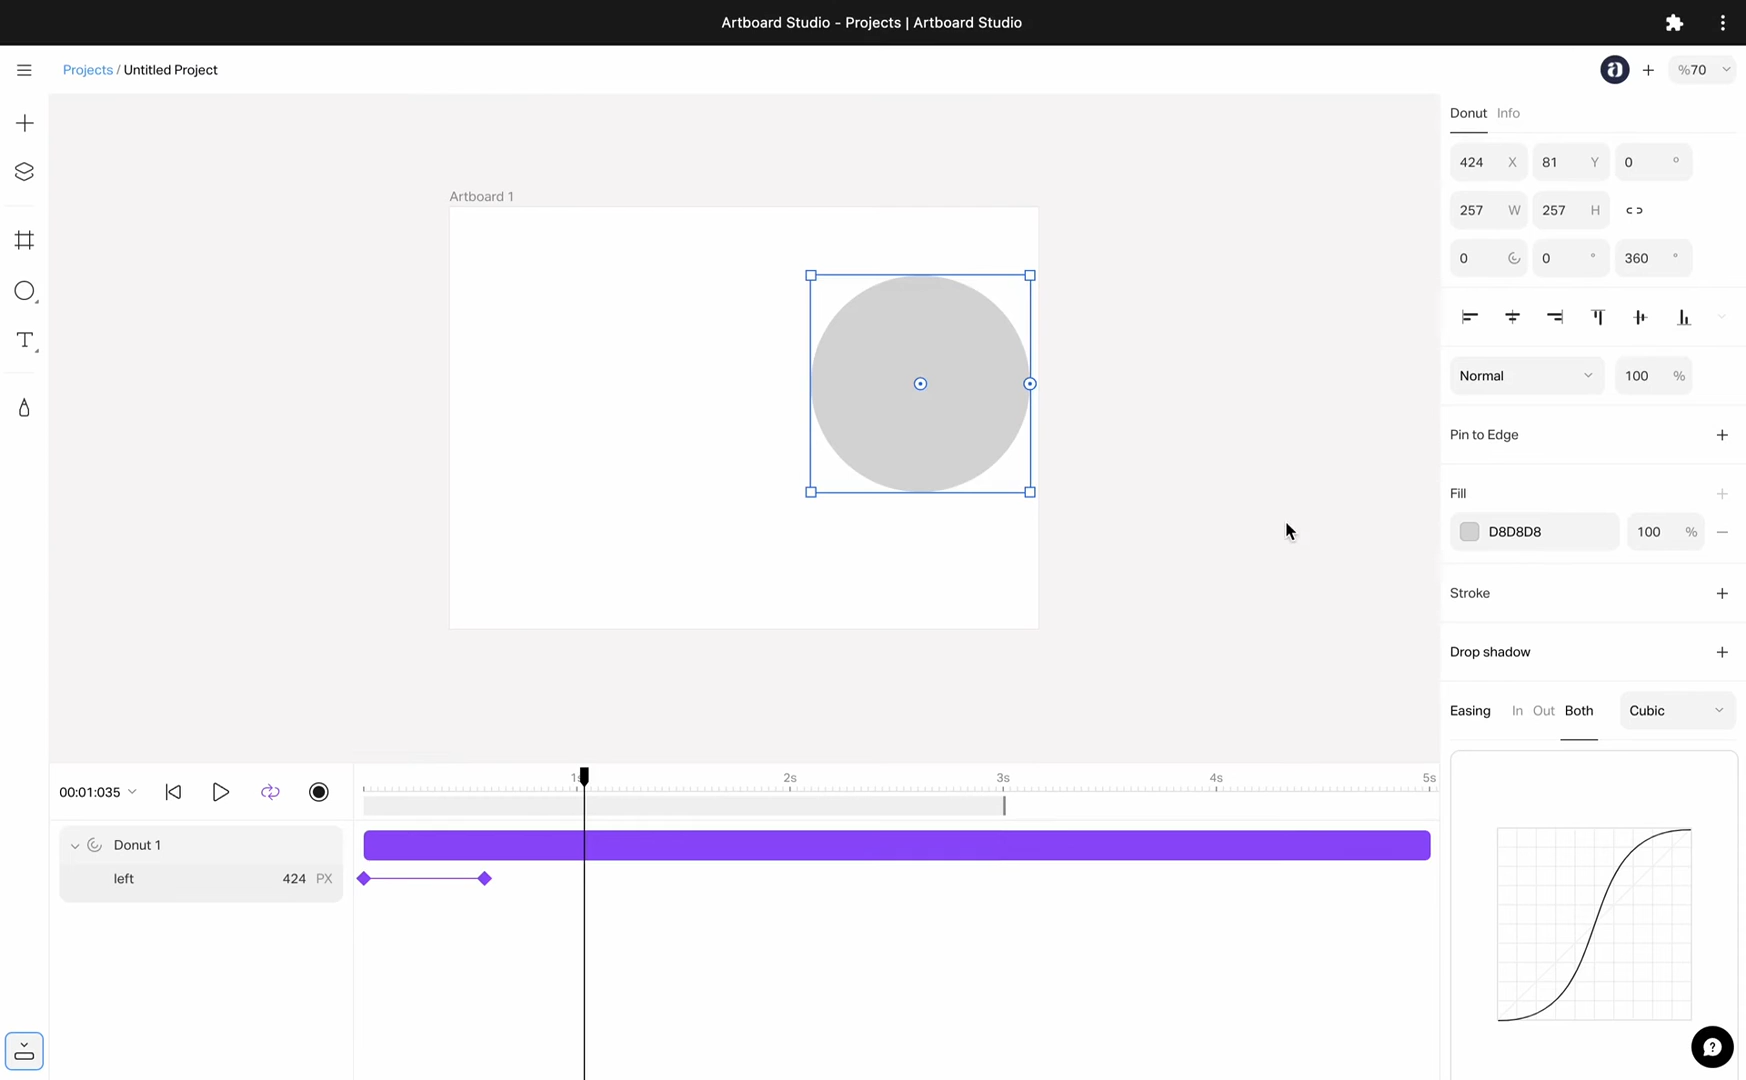 Artboard Studio - Projects | Artboard Studio
Projects / Untitled Project
%70
Donut Info
424 X 81 Y 0 °
257 W 257 H
0 0 ° 360 °
Artboard 1
Normal 100 %
Pin to Edge
Fill
D8D8D8 100 %
Stroke
Drop shadow
Easing In Out Both Cubic
00:01:035
1s 2s 3s 4s 5s
Donut 1
left 424 PX